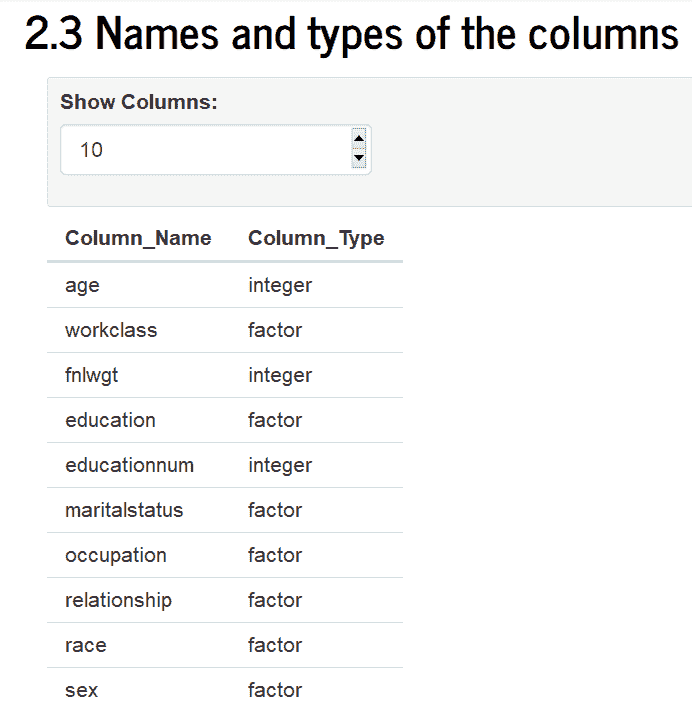 2.3 Names and types of the columns
Show Columns:
10
Column_Name Column_Type
age integer
workclass factor
fnlwgt integer
education factor
educationnum integer
maritalstatus factor
occupation factor
relationship factor
race factor
sex factor